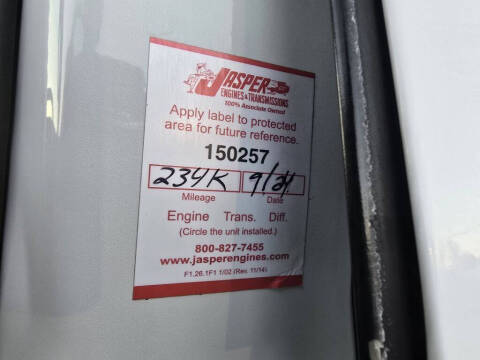 JASPER
ENGINES & TRANSMISSIONS
100% Associate Owned
Apply label to protected
area for future reference.
150257
234K 9/24
Mileage Date
Engine Trans. Diff.
(Circle the unit installed.)
800-827-7455
www.jasperengines.com
F1.26.1F1 1/02 (Rev. 11/14)